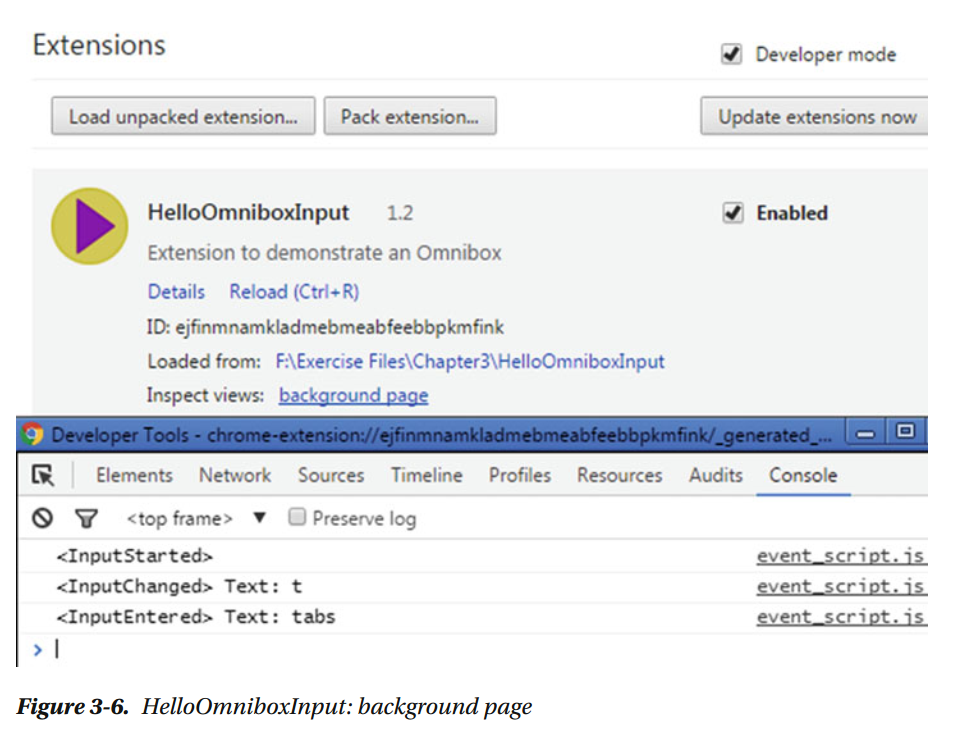 Extensions
Developer mode
Load unpacked extension... Pack extension... Update extensions now
HelloOmniboxInput 1.2 Enabled
Extension to demonstrate an Omnibox
Details Reload (Ctrl+R)
ID: ejfinmnamkladmebmeabfeebbpkmfink
Loaded from: F:\Exercise Files\Chapter3\HelloOmniboxInput
Inspect views: background page
Developer Tools - chrome-extension://ejfinmnamkladmebmeabfeebbpkmfink/_generated_...
Elements Network Sources Timeline Profiles Resources Audits Console
<top frame> ▼ Preserve log
<InputStarted> event_script.js
<InputChanged> Text: t event_script.js
<InputEntered> Text: tabs event_script.js
>
Figure 3-6. HelloOmniboxInput: background page